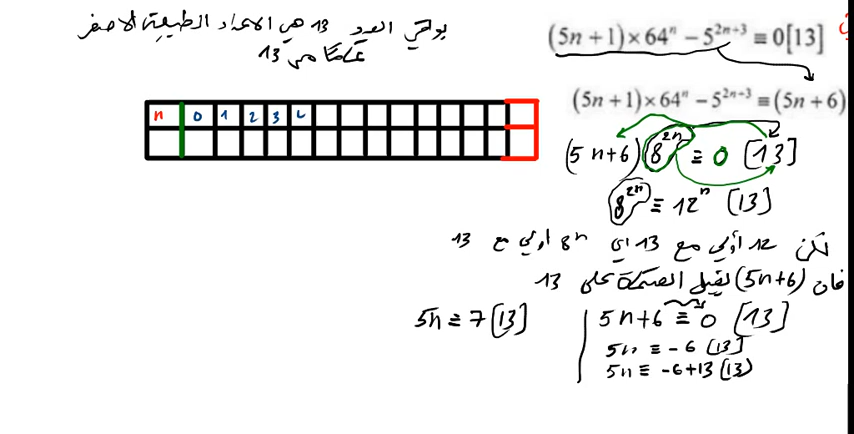 بواقي العدد 13 هي الاعداد الطبيعية الاصغر
تماما من 13
(5n+1)×64ⁿ − 5²ⁿ⁺³ ≡ 0[13]
(5n+1)×64ⁿ − 5²ⁿ⁺³ ≡ (5n+6)
n 0 1 2 3 4
(5n+6) 8²ⁿ ≡ 0 [13]
8²ⁿ ≡ 12ⁿ [13]
لكن 12 أولي مع 13 اي 8ⁿ اولي مع 13
فان (5n+6) تقبل القسمة على 13
5n+6 ≡ 0 [13]
5n ≡ 7 [13]
5n ≡ -6 [13]
5n ≡ -6+13 [13]